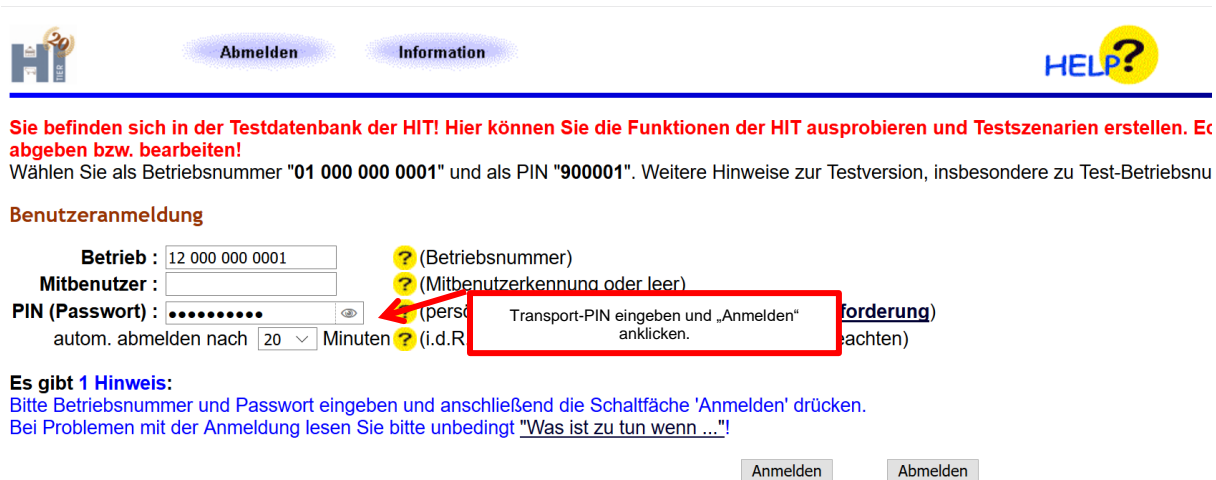 HI TIER 20
Abmelden Information HELP?
Sie befinden sich in der Testdatenbank der HIT! Hier können Sie die Funktionen der HIT ausprobieren und Testszenarien erstellen.
abgeben bzw. bearbeiten!
Wählen Sie als Betriebsnummer "01 000 000 0001" und als PIN "900001". Weitere Hinweise zur Testversion, insbesondere zu Test-Betriebsnu
Benutzeranmeldung
Betrieb : 12 000 000 0001 ? (Betriebsnummer)
Mitbenutzer : ? (Mitbenutzerkennung oder leer)
PIN (Passwort) : •••••••••• ? (persö forderung)
Transport-PIN eingeben und „Anmelden“
anklicken.
autom. abmelden nach 20 Minuten ? (i.d.R eachten)
Es gibt 1 Hinweis:
Bitte Betriebsnummer und Passwort eingeben und anschließend die Schaltfäche 'Anmelden' drücken.
Bei Problemen mit der Anmeldung lesen Sie bitte unbedingt "Was ist zu tun wenn ..."!
Anmelden Abmelden